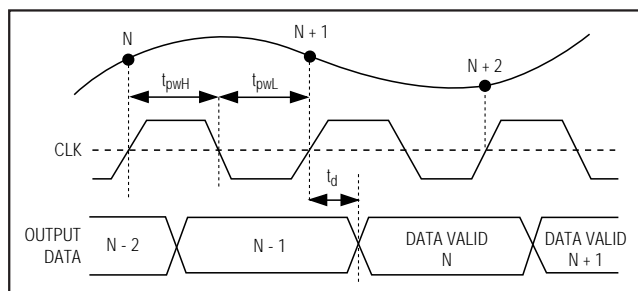 N
N + 1
N + 2
tpwH
tpwL
CLK
td
OUTPUT
DATA
N - 2
N - 1
DATA VALID
N
DATA VALID
N + 1